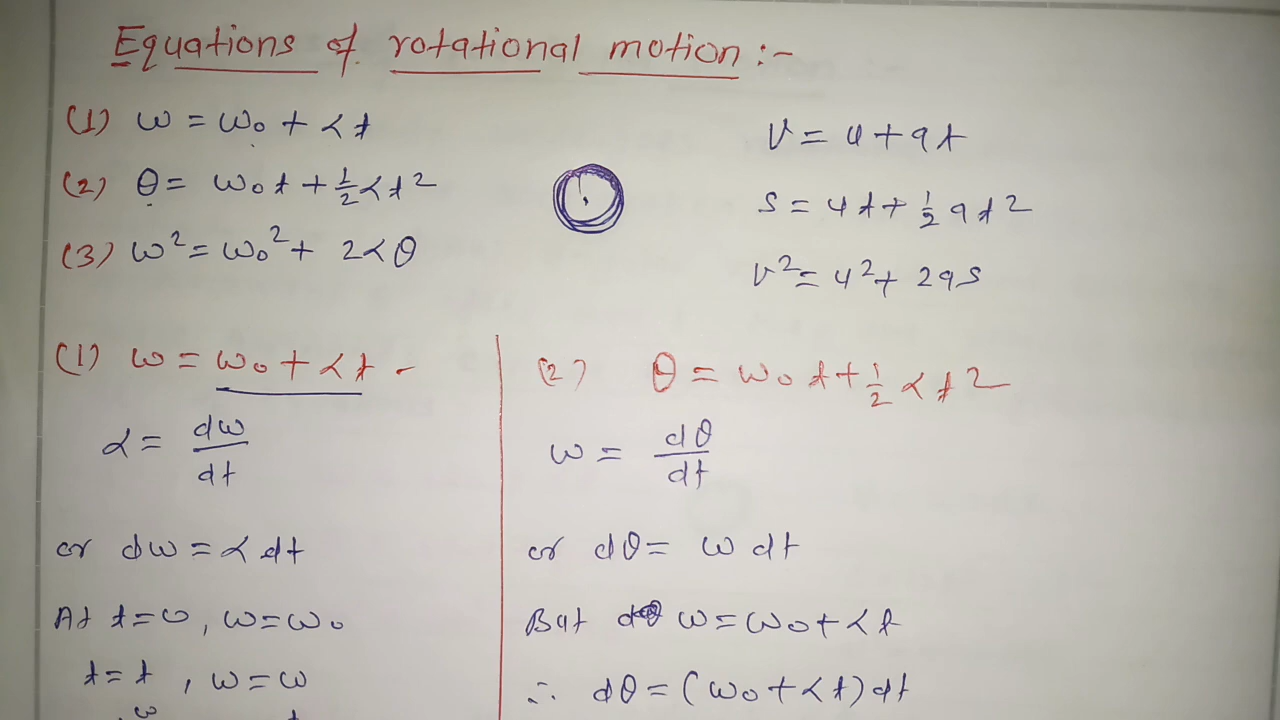 Equations of rotational motion :-
(1) ω = ω₀ + αt
(2) θ = ω₀t + ½αt²
(3) ω² = ω₀² + 2αθ
v = u + at
s = ut + ½at²
v² = u² + 2as
(1) ω = ω₀ + αt -
α = dω/dt
or dω = α dt
At t = 0, ω = ω₀
t = t, ω = ω
ω t
(2) θ = ω₀t + ½αt²
ω = dθ/dt
or dθ = ω dt
But ω = ω₀ + αt
∴ dθ = (ω₀ + αt)dt